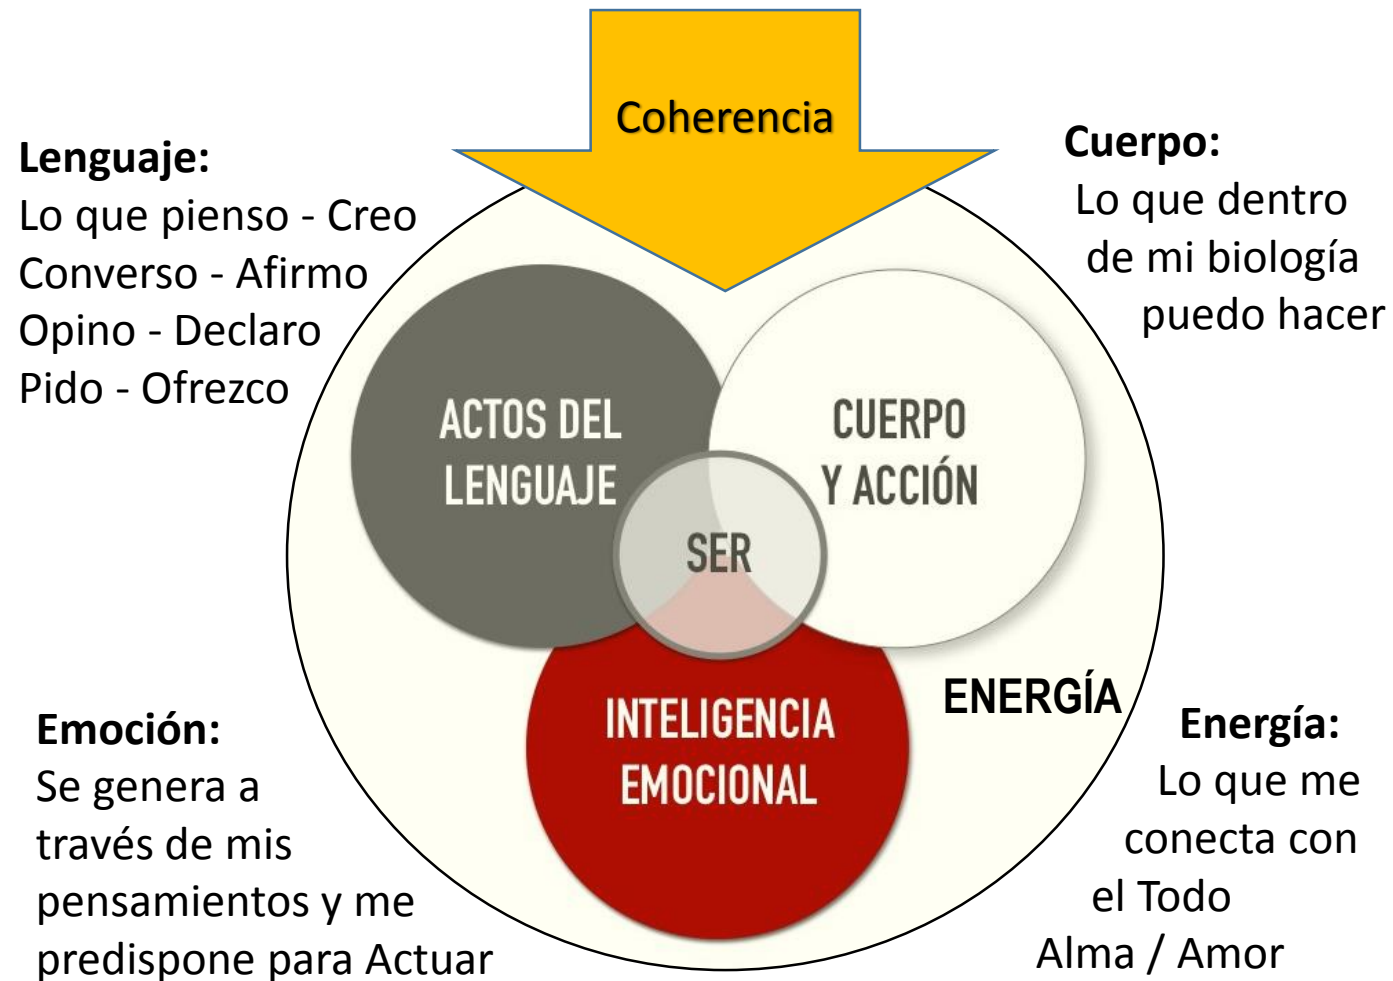 Coherencia
Lenguaje:
Lo que pienso - Creo
Converso - Afirmo
Opino - Declaro
Pido - Ofrezco
Cuerpo:
Lo que dentro
de mi biología
puedo hacer
ACTOS DEL
LENGUAJE
CUERPO
Y ACCIÓN
SER
INTELIGENCIA
EMOCIONAL
ENERGÍA
Emoción:
Se genera a
través de mis
pensamientos y me
predispone para Actuar
Energía:
Lo que me
conecta con
el Todo
Alma / Amor